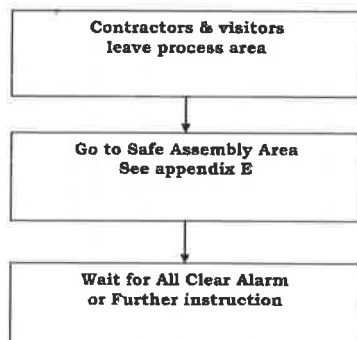 Contractors & visitors
leave process area
Go to Safe Assembly Area
See appendix E
Wait for All Clear Alarm
or Further instruction